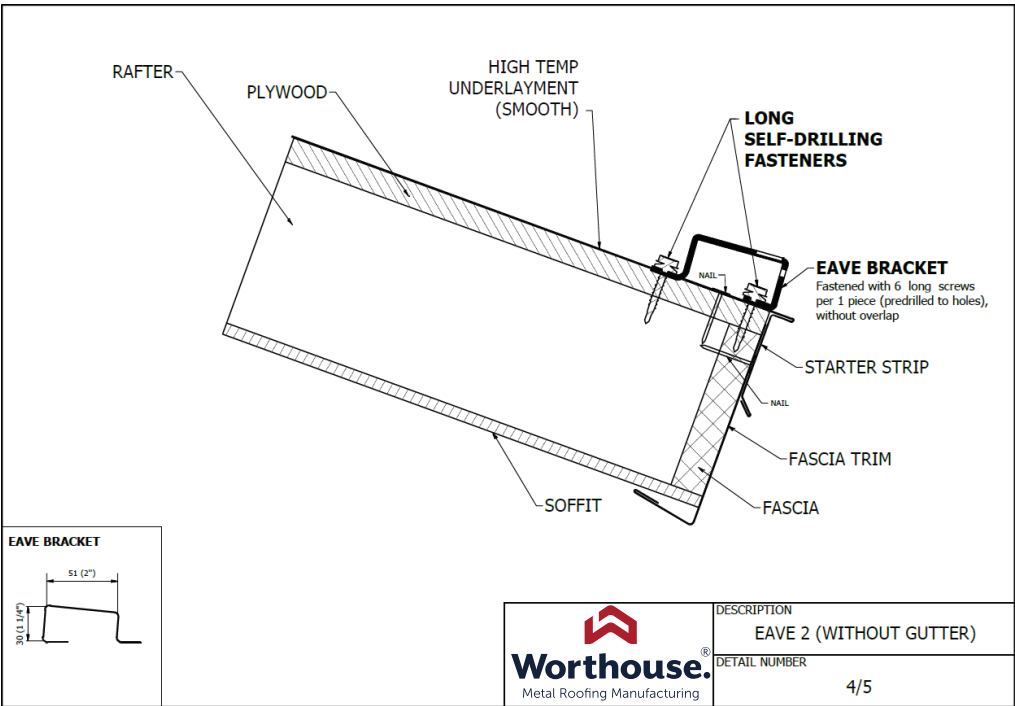 RAFTER
PLYWOOD
HIGH TEMP
UNDERLAYMENT
(SMOOTH)
LONG
SELF-DRILLING
FASTENERS
NAIL
EAVE BRACKET
Fastened with 6 long screws
per 1 piece (predrilled to holes),
without overlap
STARTER STRIP
NAIL
FASCIA TRIM
FASCIA
SOFFIT
EAVE BRACKET
51 (2")
30 (1 1/4")
Worthouse.®
Metal Roofing Manufacturing
DESCRIPTION
EAVE 2 (WITHOUT GUTTER)
DETAIL NUMBER
4/5